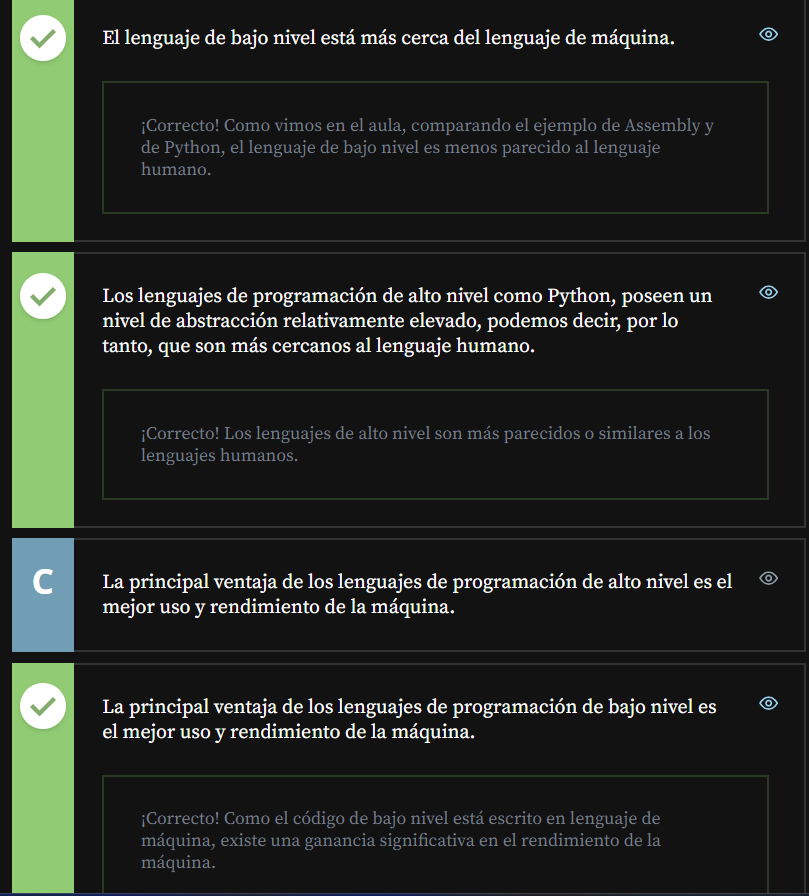 El lenguaje de bajo nivel está más cerca del lenguaje de máquina.
¡Correcto! Como vimos en el aula, comparando el ejemplo de Assembly y
de Python, el lenguaje de bajo nivel es menos parecido al lenguaje
humano.
Los lenguajes de programación de alto nivel como Python, poseen un
nivel de abstracción relativamente elevado, podemos decir, por lo
tanto, que son más cercanos al lenguaje humano.
¡Correcto! Los lenguajes de alto nivel son más parecidos o similares a los
lenguajes humanos.
C
La principal ventaja de los lenguajes de programación de alto nivel es el
mejor uso y rendimiento de la máquina.
La principal ventaja de los lenguajes de programación de bajo nivel es
el mejor uso y rendimiento de la máquina.
¡Correcto! Como el código de bajo nivel está escrito en lenguaje de
máquina, existe una ganancia significativa en el rendimiento de la
máquina.